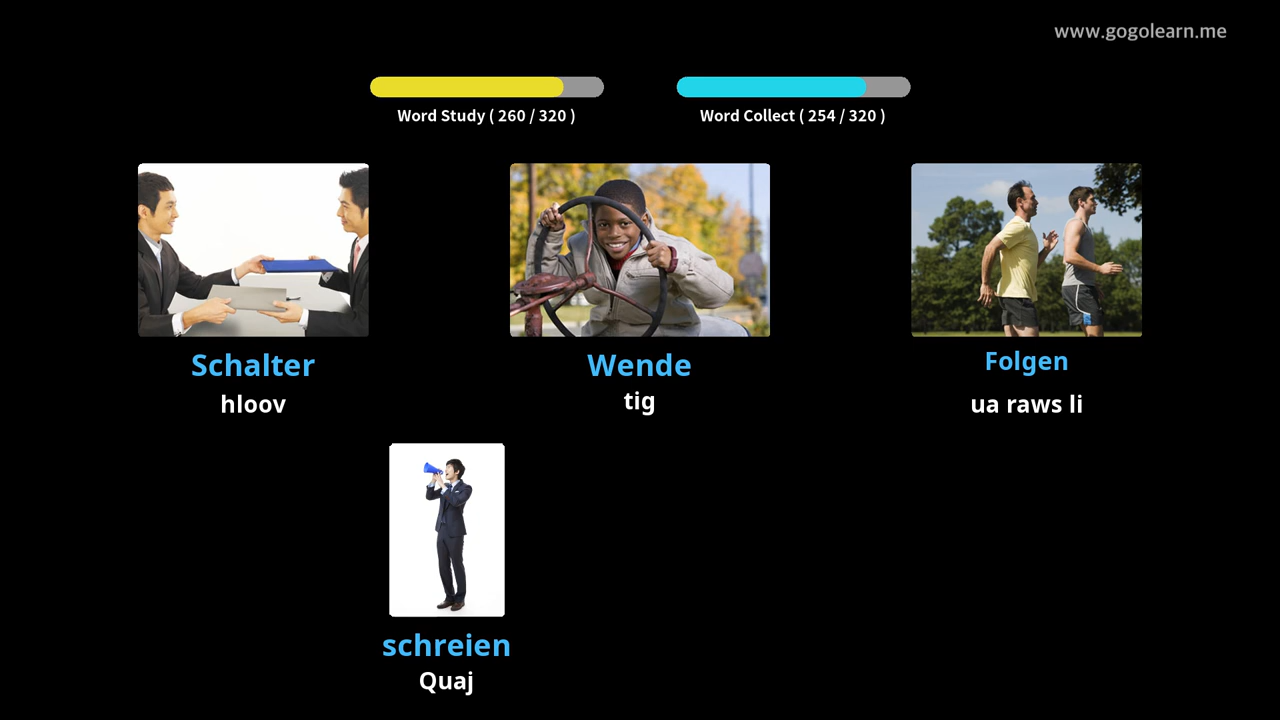 www.gogolearn.me
Word Study ( 260 / 320 )
Word Collect ( 254 / 320 )
Schalter
hloov
Wende
tig
Folgen
ua raws li
schreien
Quaj